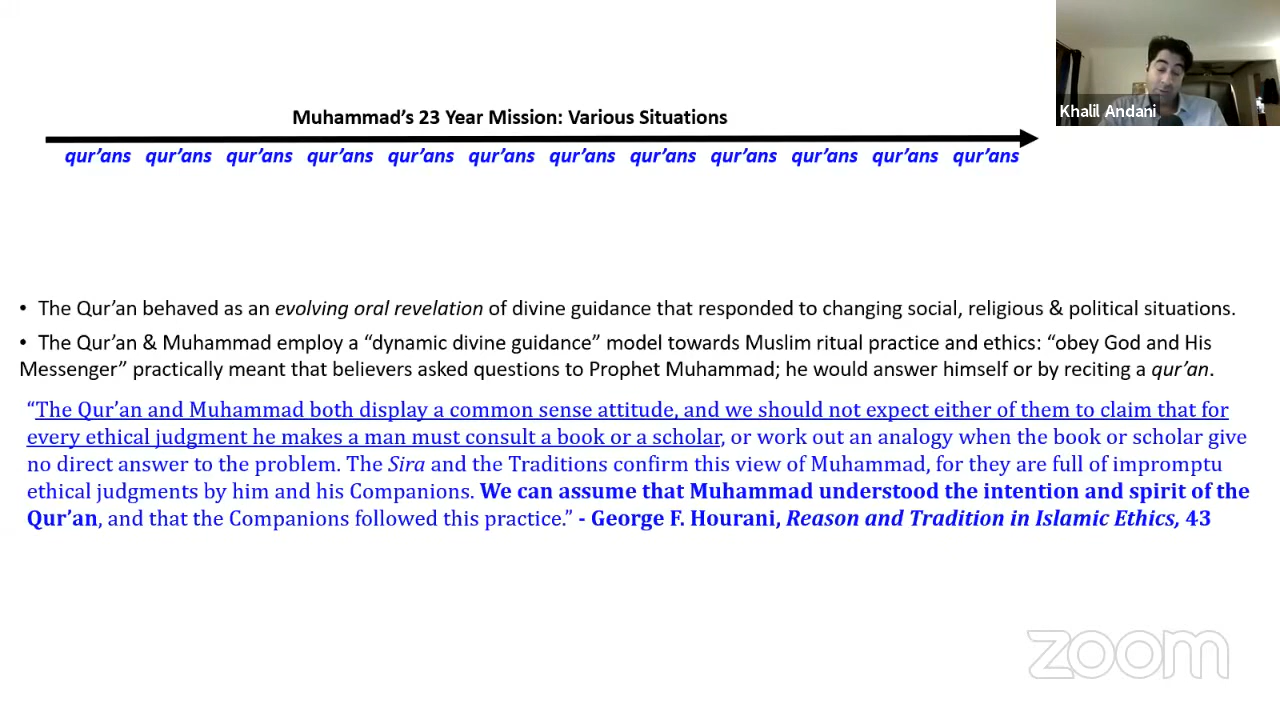 Khalil Andani
Muhammad’s 23 Year Mission: Various Situations
qur’ans qur’ans qur’ans qur’ans qur’ans qur’ans qur’ans qur’ans qur’ans qur’ans qur’ans qur’ans
• The Qur’an behaved as an evolving oral revelation of divine guidance that responded to changing social, religious & political situations.
• The Qur’an & Muhammad employ a “dynamic divine guidance” model towards Muslim ritual practice and ethics: “obey God and His
Messenger” practically meant that believers asked questions to Prophet Muhammad; he would answer himself or by reciting a qur’an.
“The Qur’an and Muhammad both display a common sense attitude, and we should not expect either of them to claim that for
every ethical judgment he makes a man must consult a book or a scholar, or work out an analogy when the book or scholar give
no direct answer to the problem. The Sira and the Traditions confirm this view of Muhammad, for they are full of impromptu
ethical judgments by him and his Companions. We can assume that Muhammad understood the intention and spirit of the
Qur’an, and that the Companions followed this practice.” - George F. Hourani, Reason and Tradition in Islamic Ethics, 43
zoom